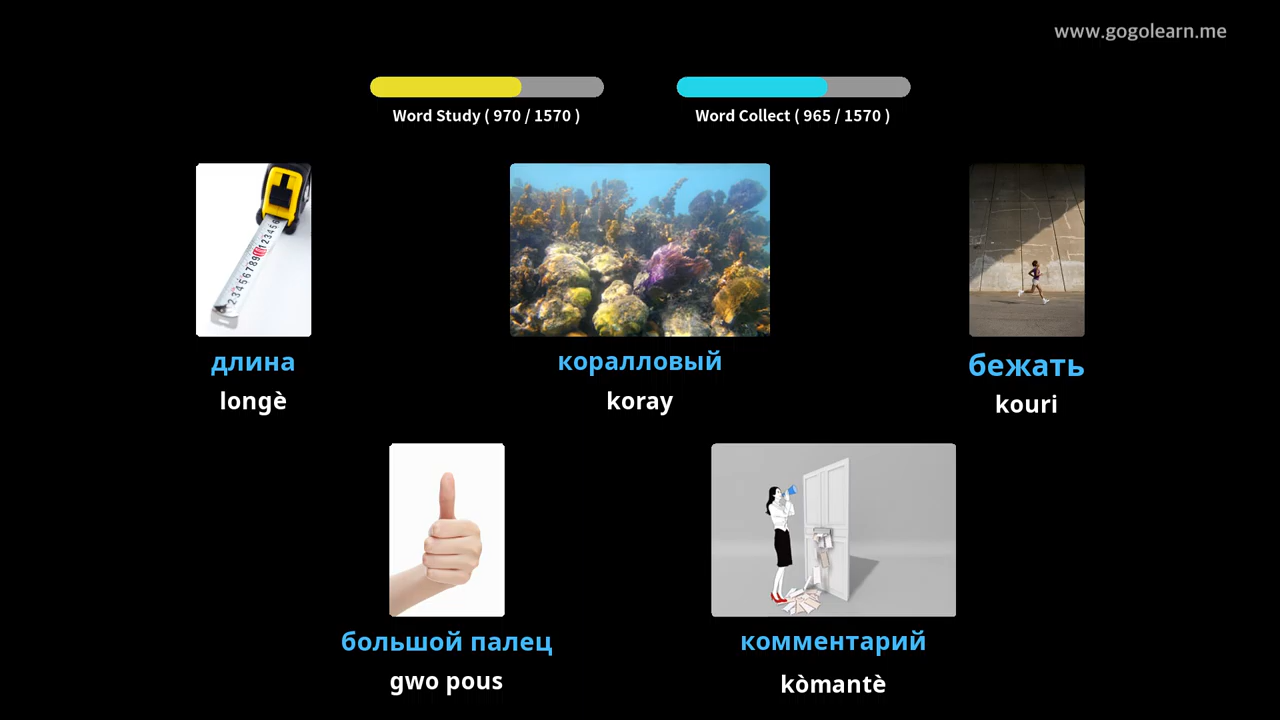 www.gogolearn.me
Word Study ( 970 / 1570 )
Word Collect ( 965 / 1570 )
длина
longè
коралловый
koray
бежать
kouri
большой палец
gwo pous
комментарий
kòmantè